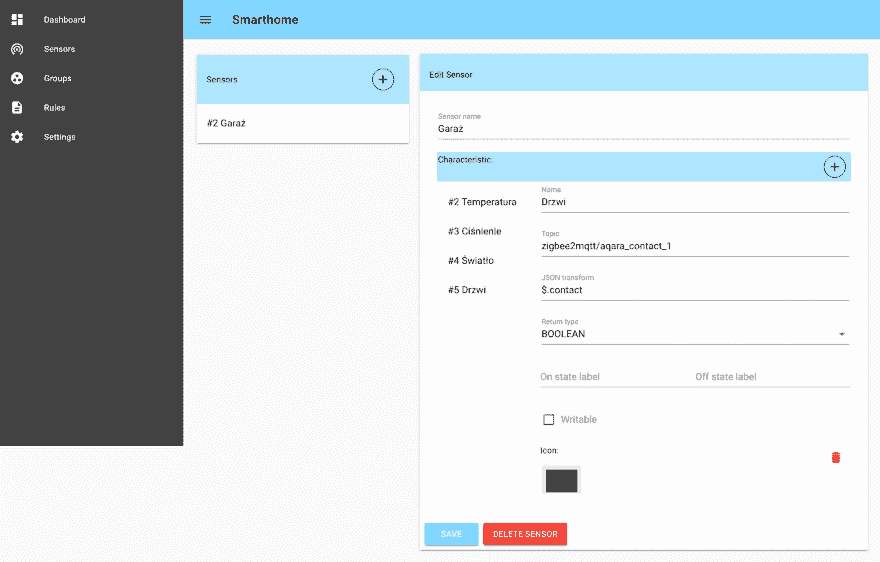 Dashboard
Sensors
Groups
Rules
Settings
Smarthome
Sensors
#2 Garaż
Edit Sensor
Sensor name
Garaż
Characteristic:
#2 Temperatura
#3 Ciśnienie
#4 Światło
#5 Drzwi
Name
Drzwi
Topic
zigbee2mqtt/aqara_contact_1
JSON transform
$.contact
Return type
BOOLEAN
On state label
Off state label
Writable
Icon:
SAVE
DELETE SENSOR